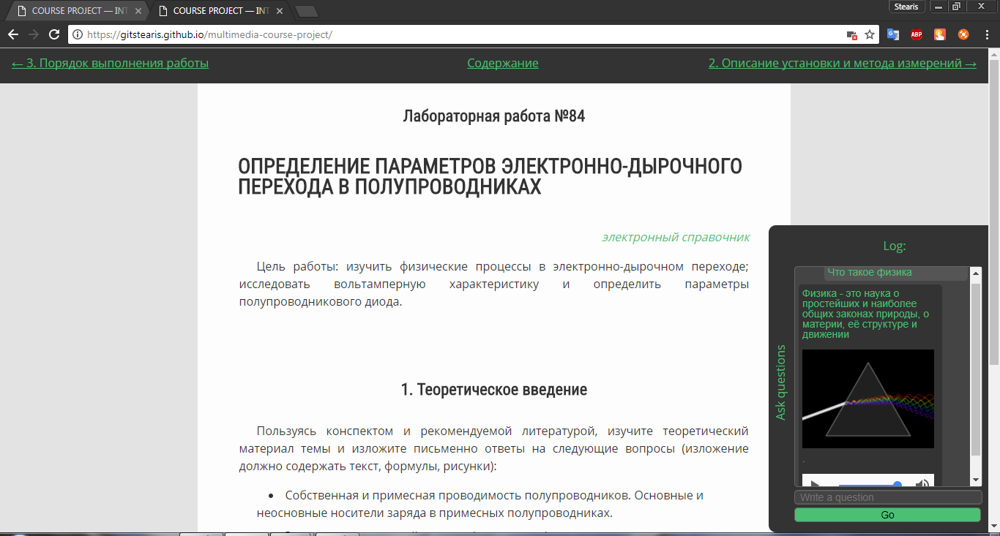 COURSE PROJECT — INT
COURSE PROJECT — INT
Stearis
https://gitstearis.github.io/multimedia-course-project/
ABP
← 3. Порядок выполнения работы
Содержание
2. Описание установки и метода измерений →
Лабораторная работа №84
ОПРЕДЕЛЕНИЕ ПАРАМЕТРОВ ЭЛЕКТРОННО-ДЫРОЧНОГО
ПЕРЕХОДА В ПОЛУПРОВОДНИКАХ
электронный справочник
Цель работы: изучить физические процессы в электронно-дырочном переходе;
исследовать вольтамперную характеристику и определить параметры
полупроводникового диода.
1. Теоретическое введение
Пользуясь конспектом и рекомендуемой литературой, изучите теоретический
материал темы и изложите письменно ответы на следующие вопросы (изложение
должно содержать текст, формулы, рисунки):
• Собственная и примесная проводимость полупроводников. Основные и
неосновные носители заряда в примесных полупроводниках.
Ask questions
Log:
Что такое физика
Физика - это наука о
простейших и наиболее
общих законах природы, о
материи, её структуре и
движении
.
Write a question
Go